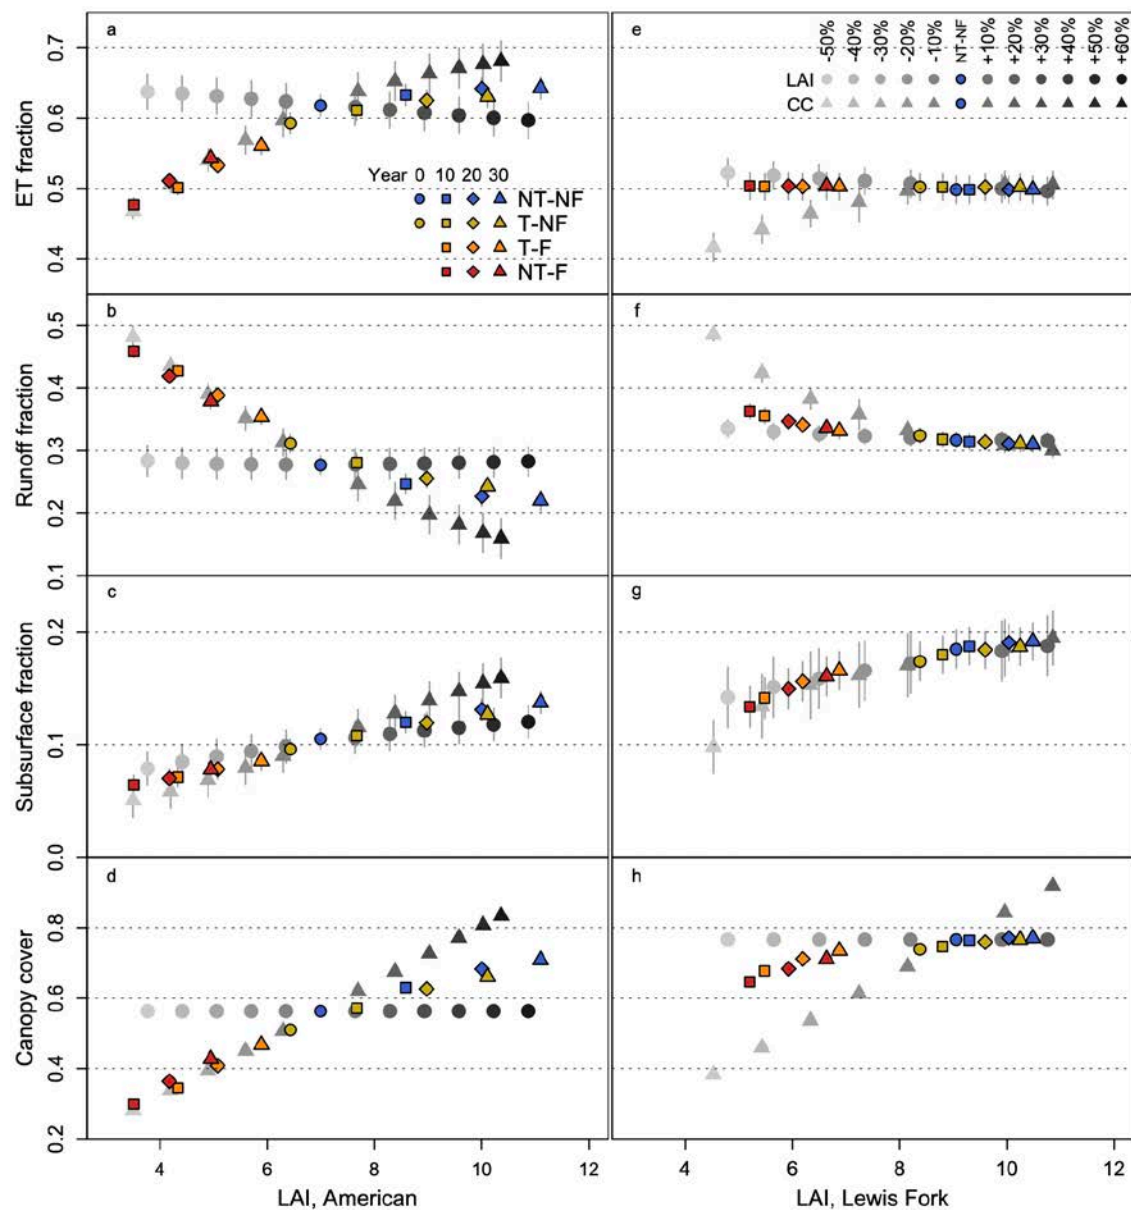 a
0.7
0.6
0.5
0.4
ET fraction
Year 0 10 20 30
NT-NF
T-NF
T-F
NT-F
e
-50%
-40%
-30%
-20%
-10%
NT-NF
+10%
+20%
+30%
+40%
+50%
+60%
LAI
CC
b
0.5
0.4
0.3
0.2
0.1
Runoff fraction
f
c
0.2
0.1
0.0
Subsurface fraction
g
d
0.8
0.6
0.4
0.2
Canopy cover
h
4 6 8 10 12
LAI, American
4 6 8 10 12
LAI, Lewis Fork